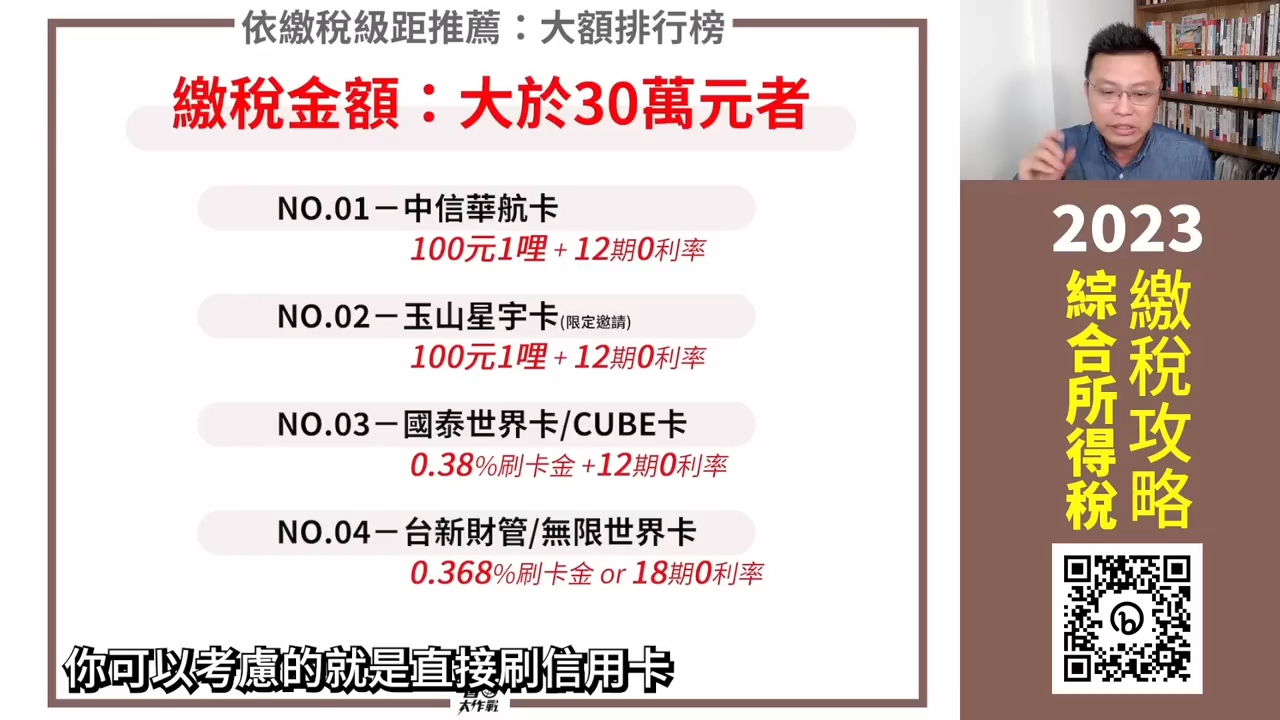 依繳稅級距推薦：大額排行榜
繳稅金額：大於30萬元者
NO.01－中信華航卡
100元1哩 + 12期0利率
NO.02－玉山星宇卡(限定邀請)
100元1哩 + 12期0利率
NO.03－國泰世界卡/CUBE卡
0.38%刷卡金 +12期0利率
NO.04－台新財管/無限世界卡
0.368%刷卡金 or 18期0利率
你可以考慮的就是直接刷信用卡
大作戰
2023
繳稅攻略
綜合所得稅
b